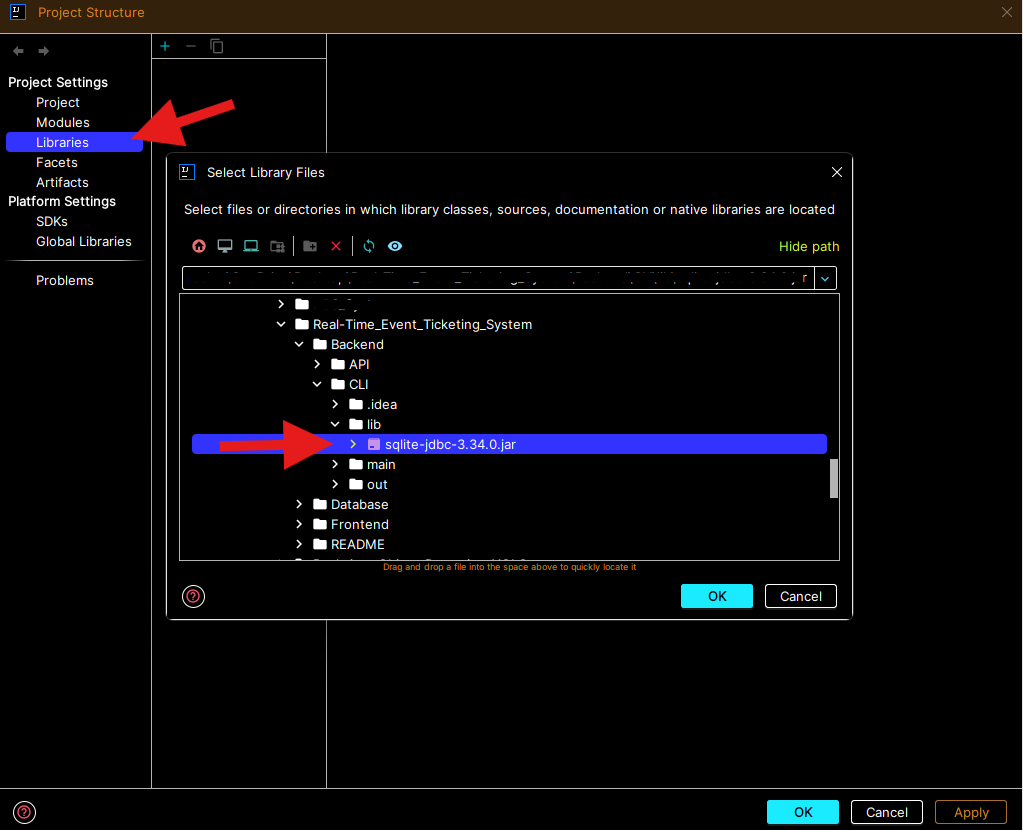 Project Structure
Project Settings
Project
Modules
Libraries
Facets
Artifacts
Platform Settings
SDKs
Global Libraries
Problems
Select Library Files
Select files or directories in which library classes, sources, documentation or native libraries are located
Hide path
Real-Time_Event_Ticketing_System
Backend
API
CLI
.idea
lib
sqlite-jdbc-3.34.0.jar
main
out
Database
Frontend
README
Drag and drop a file into the space above to quickly locate it
OK
Cancel
OK
Cancel
Apply